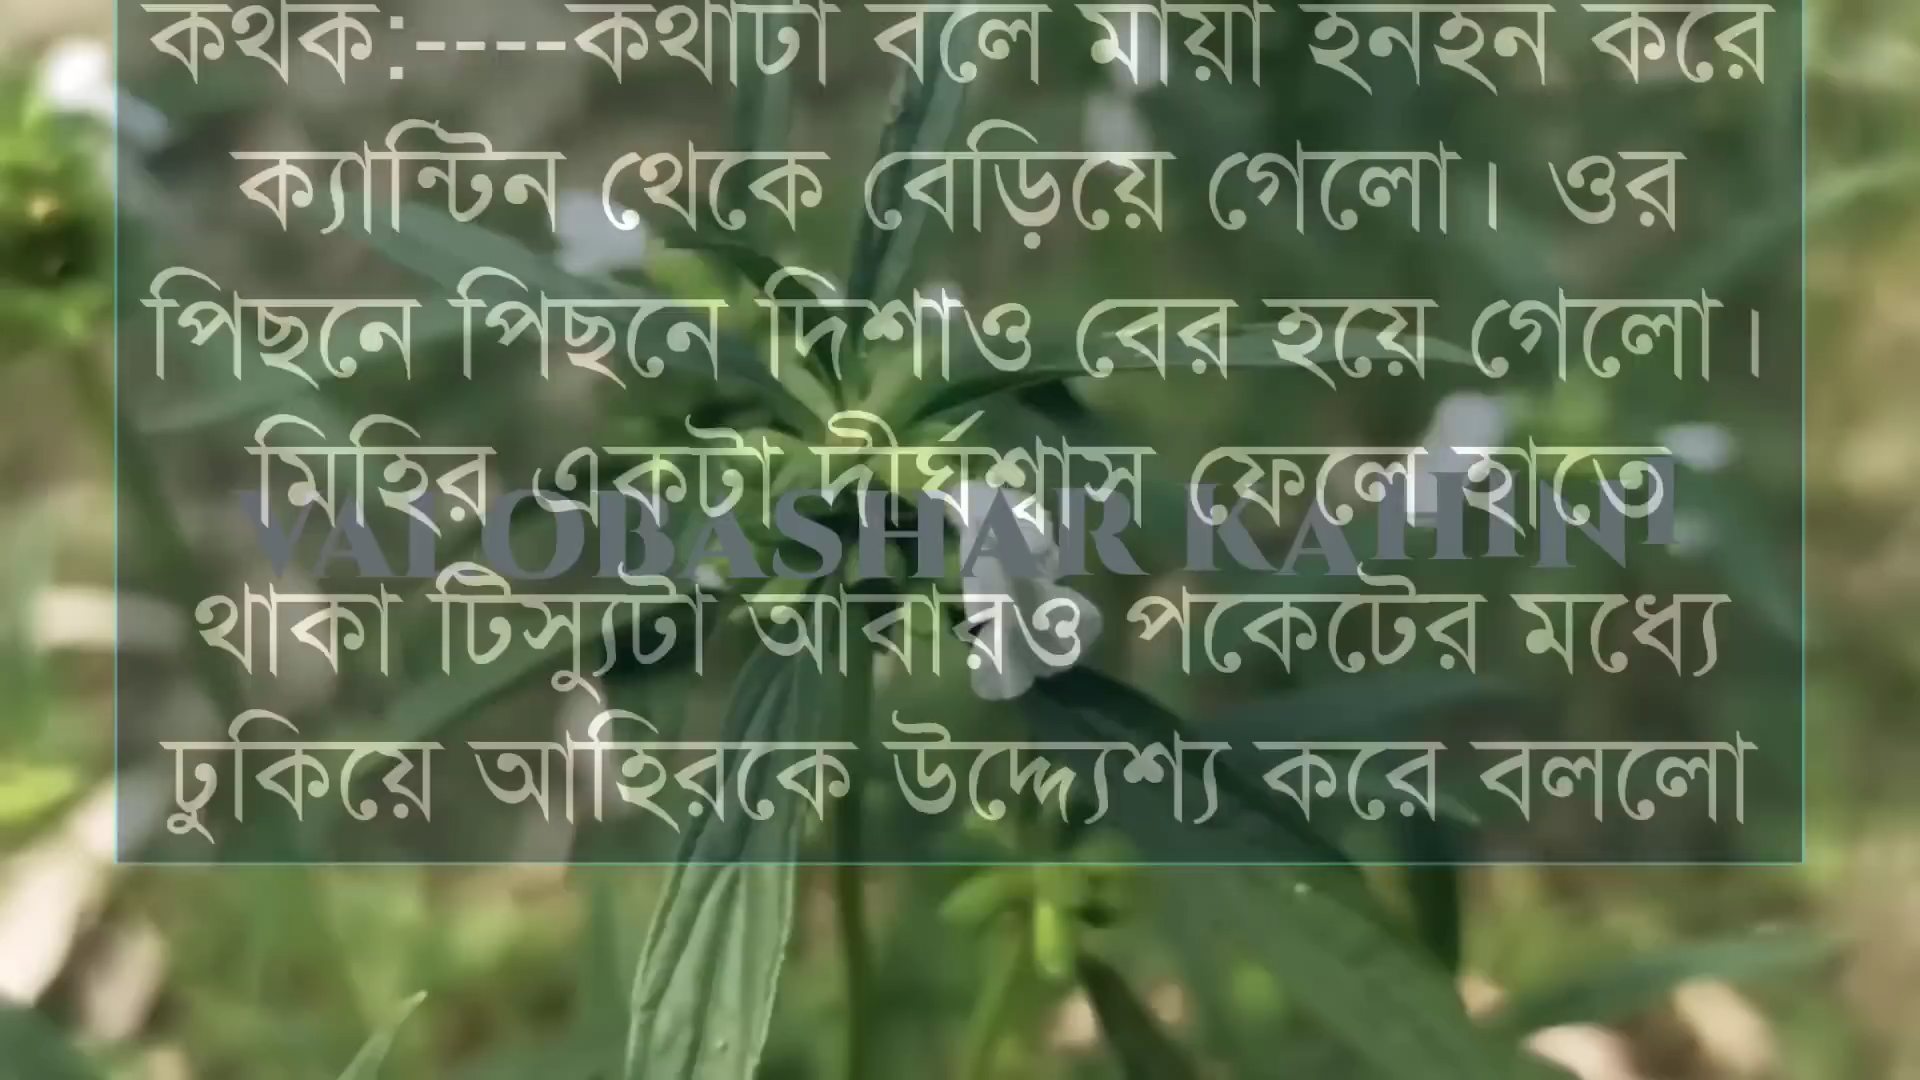 কথক:----কথাটা বলে মায়া হনহন করে
ক্যান্টিন থেকে বেড়িয়ে গেলো। ওর
পিছনে পিছনে দিশাও বের হয়ে গেলো।
মিহির একটা দীর্ঘশ্বাস ফেলে হাতে
VALOBASHAR KAHINI
থাকা টিস্যুটা আবারও পকেটের মধ্যে
ঢুকিয়ে আহিরকে উদ্দ্যেশ্য করে বললো